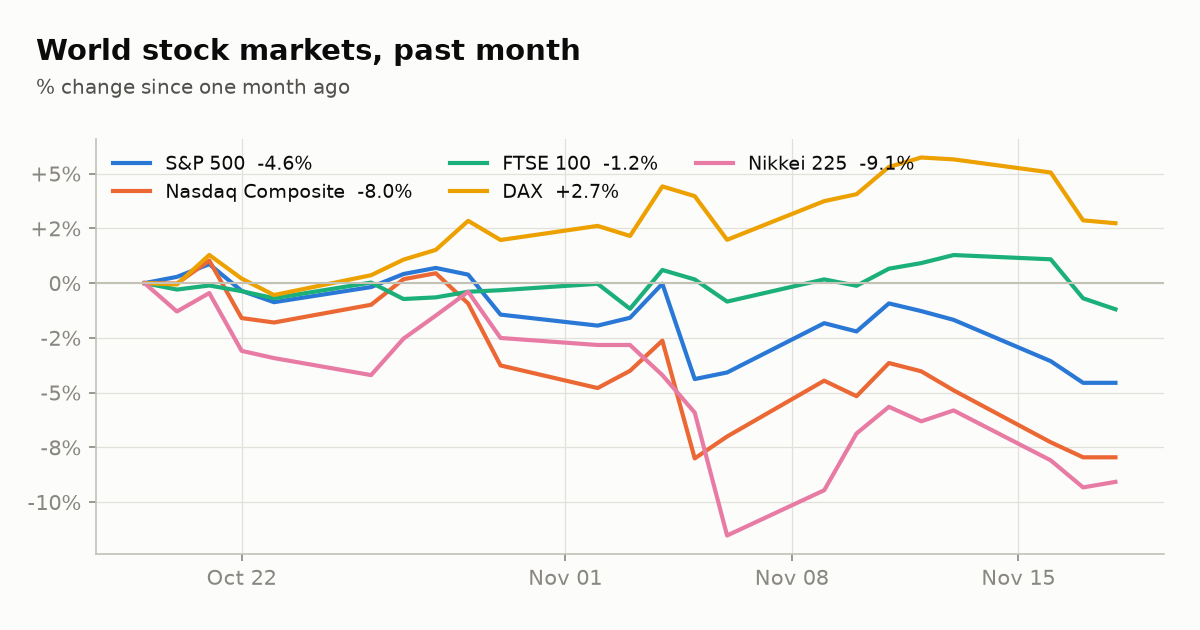 World stock markets, past month
% change since one month ago
S&P 500 -4.6%
Nasdaq Composite -8.0%
FTSE 100 -1.2%
DAX +2.7%
Nikkei 225 -9.1%
+5%
+2%
0%
-2%
-5%
-8%
-10%
Oct 22
Nov 01
Nov 08
Nov 15